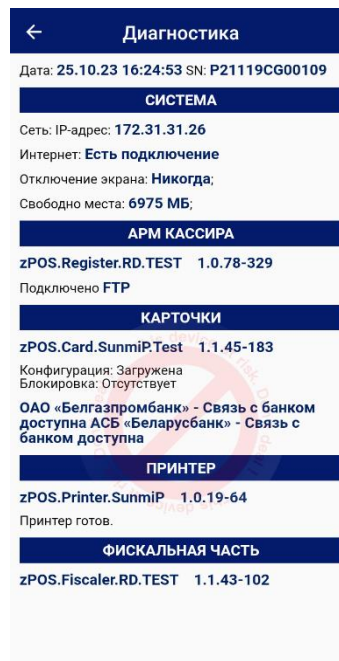 Диагностика
Дата: 25.10.23 16:24:53 SN: P21119CG00109
СИСТЕМА
Сеть: IP-адрес: 172.31.31.26
Интернет: Есть подключение
Отключение экрана: Никогда;
Свободно места: 6975 МБ;
АРМ КАССИРА
zPOS.Register.RD.TEST 1.0.78-329
Подключено FTP
КАРТОЧКИ
zPOS.Card.SunmiP.Test 1.1.45-183
Конфигурация: Загружена
Блокировка: Отсутствует
ОАО «Белгазпромбанк» - Связь с банком
доступна АСБ «Беларусбанк» - Связь с
банком доступна
ПРИНТЕР
zPOS.Printer.SunmiP 1.0.19-64
Принтер готов.
ФИСКАЛЬНАЯ ЧАСТЬ
zPOS.Fiscaler.RD.TEST 1.1.43-102